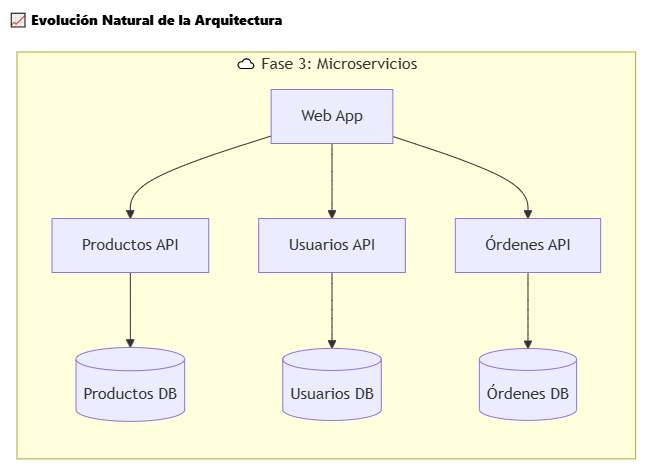 📈 Evolución Natural de la Arquitectura
Fase 3: Microservicios
Web App
Productos API
Usuarios API
Órdenes API
Productos DB
Usuarios DB
Órdenes DB